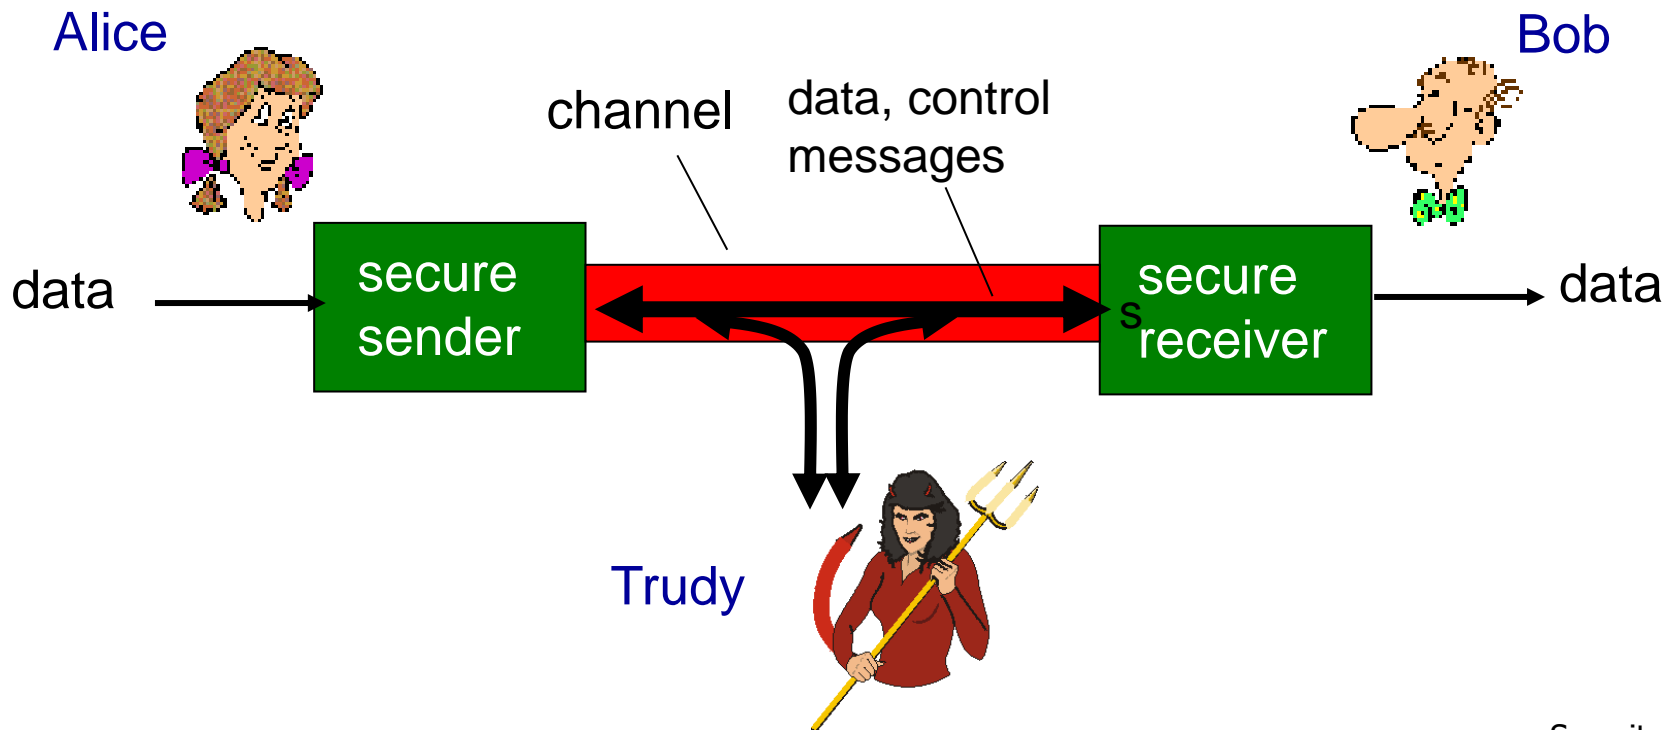 Alice
Bob
channel
data, control
messages
data
secure
sender
s
secure
receiver
data
Trudy